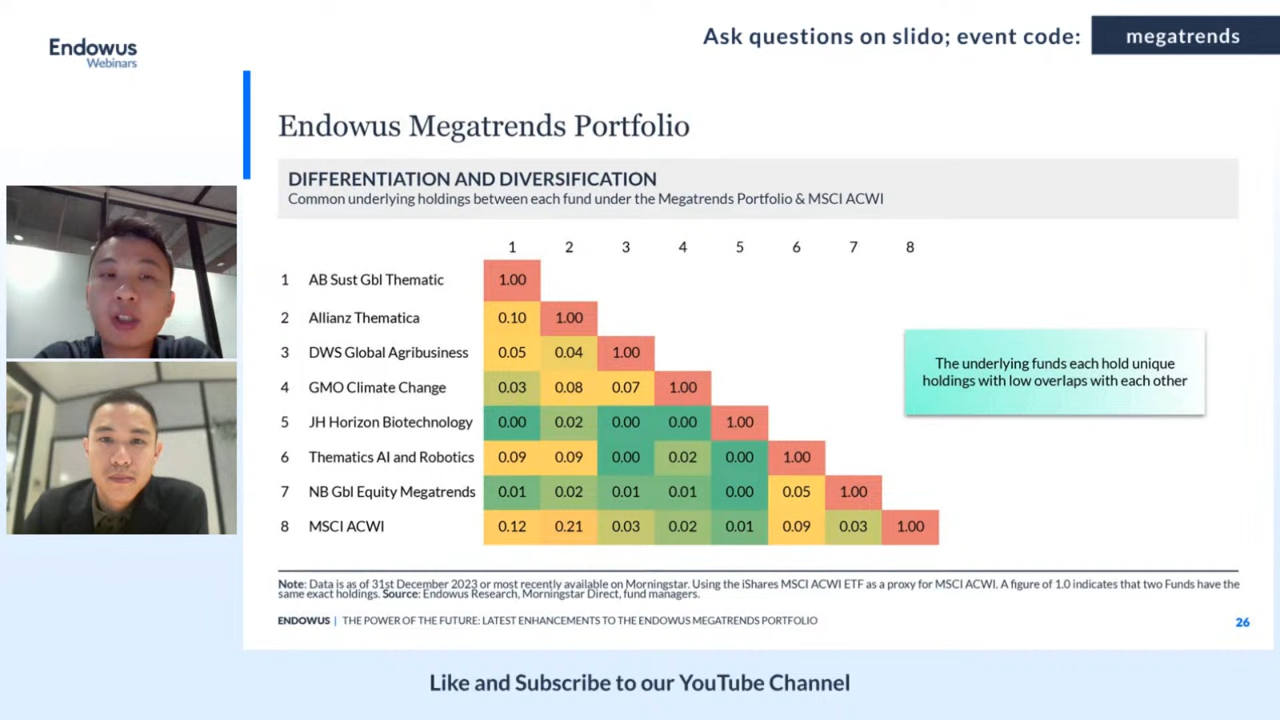 Endowus
Webinars
Ask questions on slido; event code: megatrends
Endowus Megatrends Portfolio
DIFFERENTIATION AND DIVERSIFICATION
Common underlying holdings between each fund under the Megatrends Portfolio & MSCI ACWI
1 2 3 4 5 6 7 8
1 AB Sust Gbl Thematic 1.00
2 Allianz Thematica 0.10 1.00
3 DWS Global Agribusiness 0.05 0.04 1.00
4 GMO Climate Change 0.03 0.08 0.07 1.00
5 JH Horizon Biotechnology 0.00 0.02 0.00 0.00 1.00
6 Thematics AI and Robotics 0.09 0.09 0.00 0.02 0.00 1.00
7 NB Gbl Equity Megatrends 0.01 0.02 0.01 0.01 0.00 0.05 1.00
8 MSCI ACWI 0.12 0.21 0.03 0.02 0.01 0.09 0.03 1.00
The underlying funds each hold unique
holdings with low overlaps with each other
Note: Data is as of 31st December 2023 or most recently available on Morningstar. Using the iShares MSCI ACWI ETF as a proxy for MSCI ACWI. A figure of 1.0 indicates that two Funds have the
same exact holdings. Source: Endowus Research, Morningstar Direct, fund managers.
ENDOWUS | THE POWER OF THE FUTURE: LATEST ENHANCEMENTS TO THE ENDOWUS MEGATRENDS PORTFOLIO
26
Like and Subscribe to our YouTube Channel